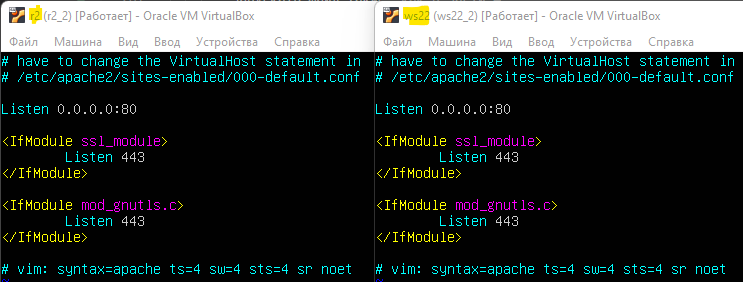 r2 (r2_2) [Работает] - Oracle VM VirtualBox
Файл Машина Вид Ввод Устройства Справка
# have to change the VirtualHost statement in
# /etc/apache2/sites-enabled/000-default.conf
Listen 0.0.0.0:80
<IfModule ssl_module>
Listen 443
</IfModule>
<IfModule mod_gnutls.c>
Listen 443
</IfModule>
# vim: syntax=apache ts=4 sw=4 sts=4 sr noet
ws22 (ws22_2) [Работает] - Oracle VM VirtualBox
Файл Машина Вид Ввод Устройства Справка
# have to change the VirtualHost statement in
# /etc/apache2/sites-enabled/000-default.conf
Listen 0.0.0.0:80
<IfModule ssl_module>
Listen 443
</IfModule>
<IfModule mod_gnutls.c>
Listen 443
</IfModule>
# vim: syntax=apache ts=4 sw=4 sts=4 sr noet